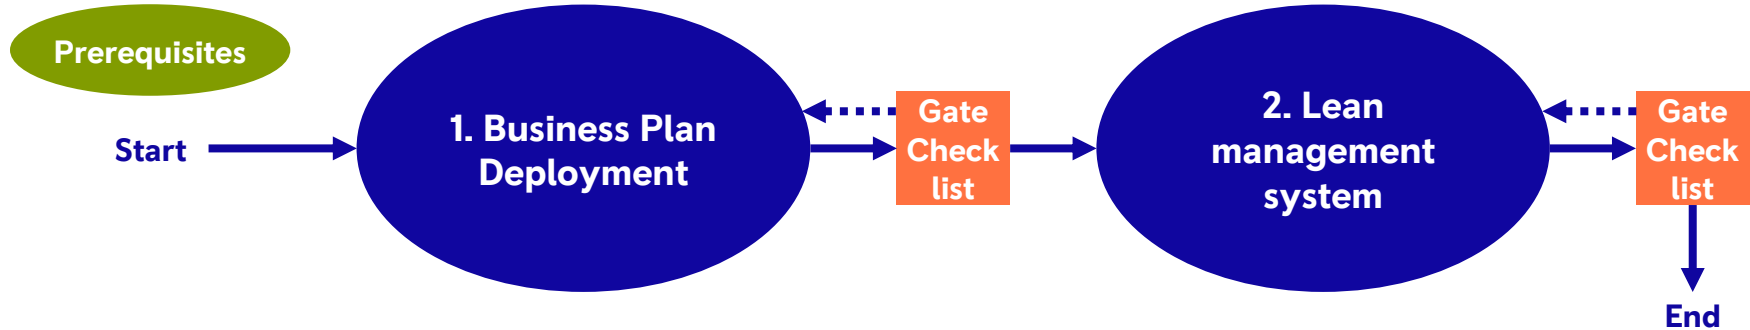 Prerequisites
Start
1. Business Plan
Deployment
Gate
Check
list
2. Lean
management
system
Gate
Check
list
End